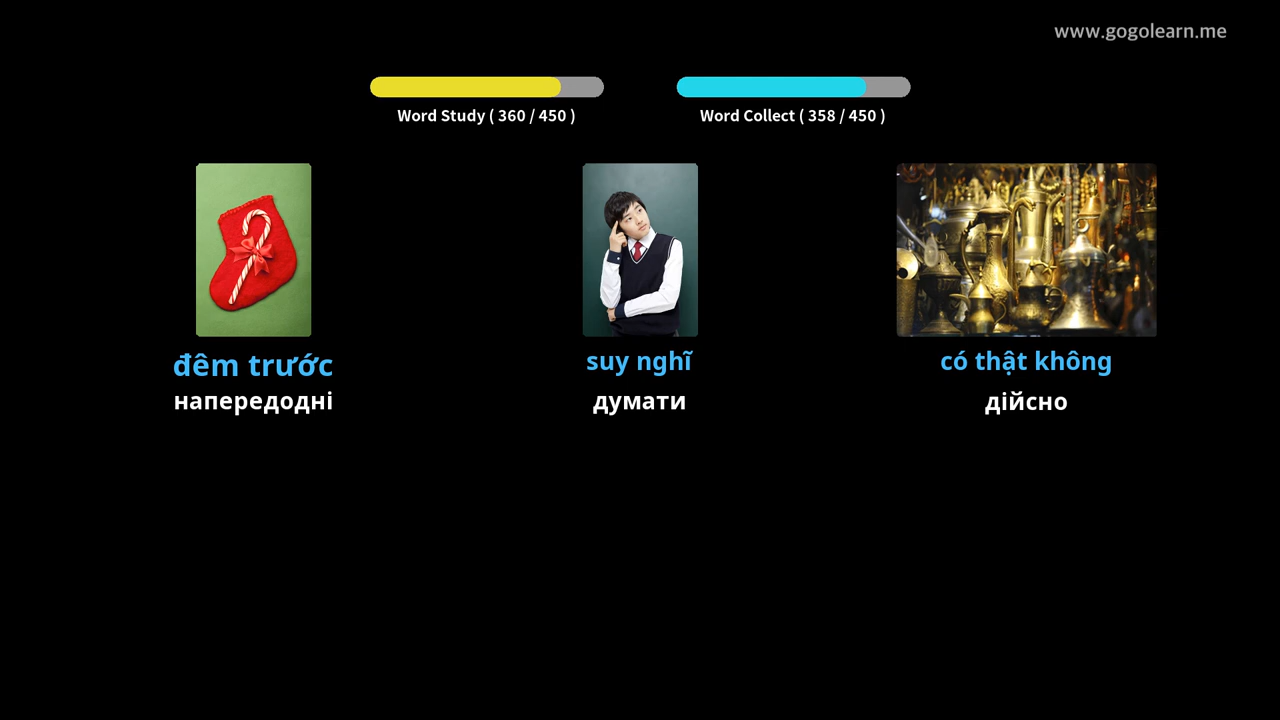 www.gogolearn.me
Word Study ( 360 / 450 )
Word Collect ( 358 / 450 )
đêm trước
напередодні
suy nghĩ
думати
có thật không
дійсно